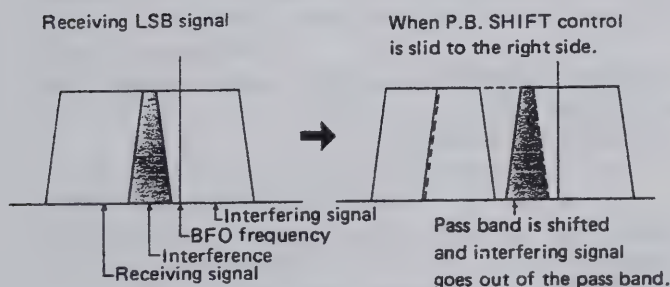 Receiving LSB signal
When P.B. SHIFT control
is slid to the right side.
Interfering signal
BFO frequency
Interference
Receiving signal
Pass band is shifted
and interfering signal
goes out of the pass band.